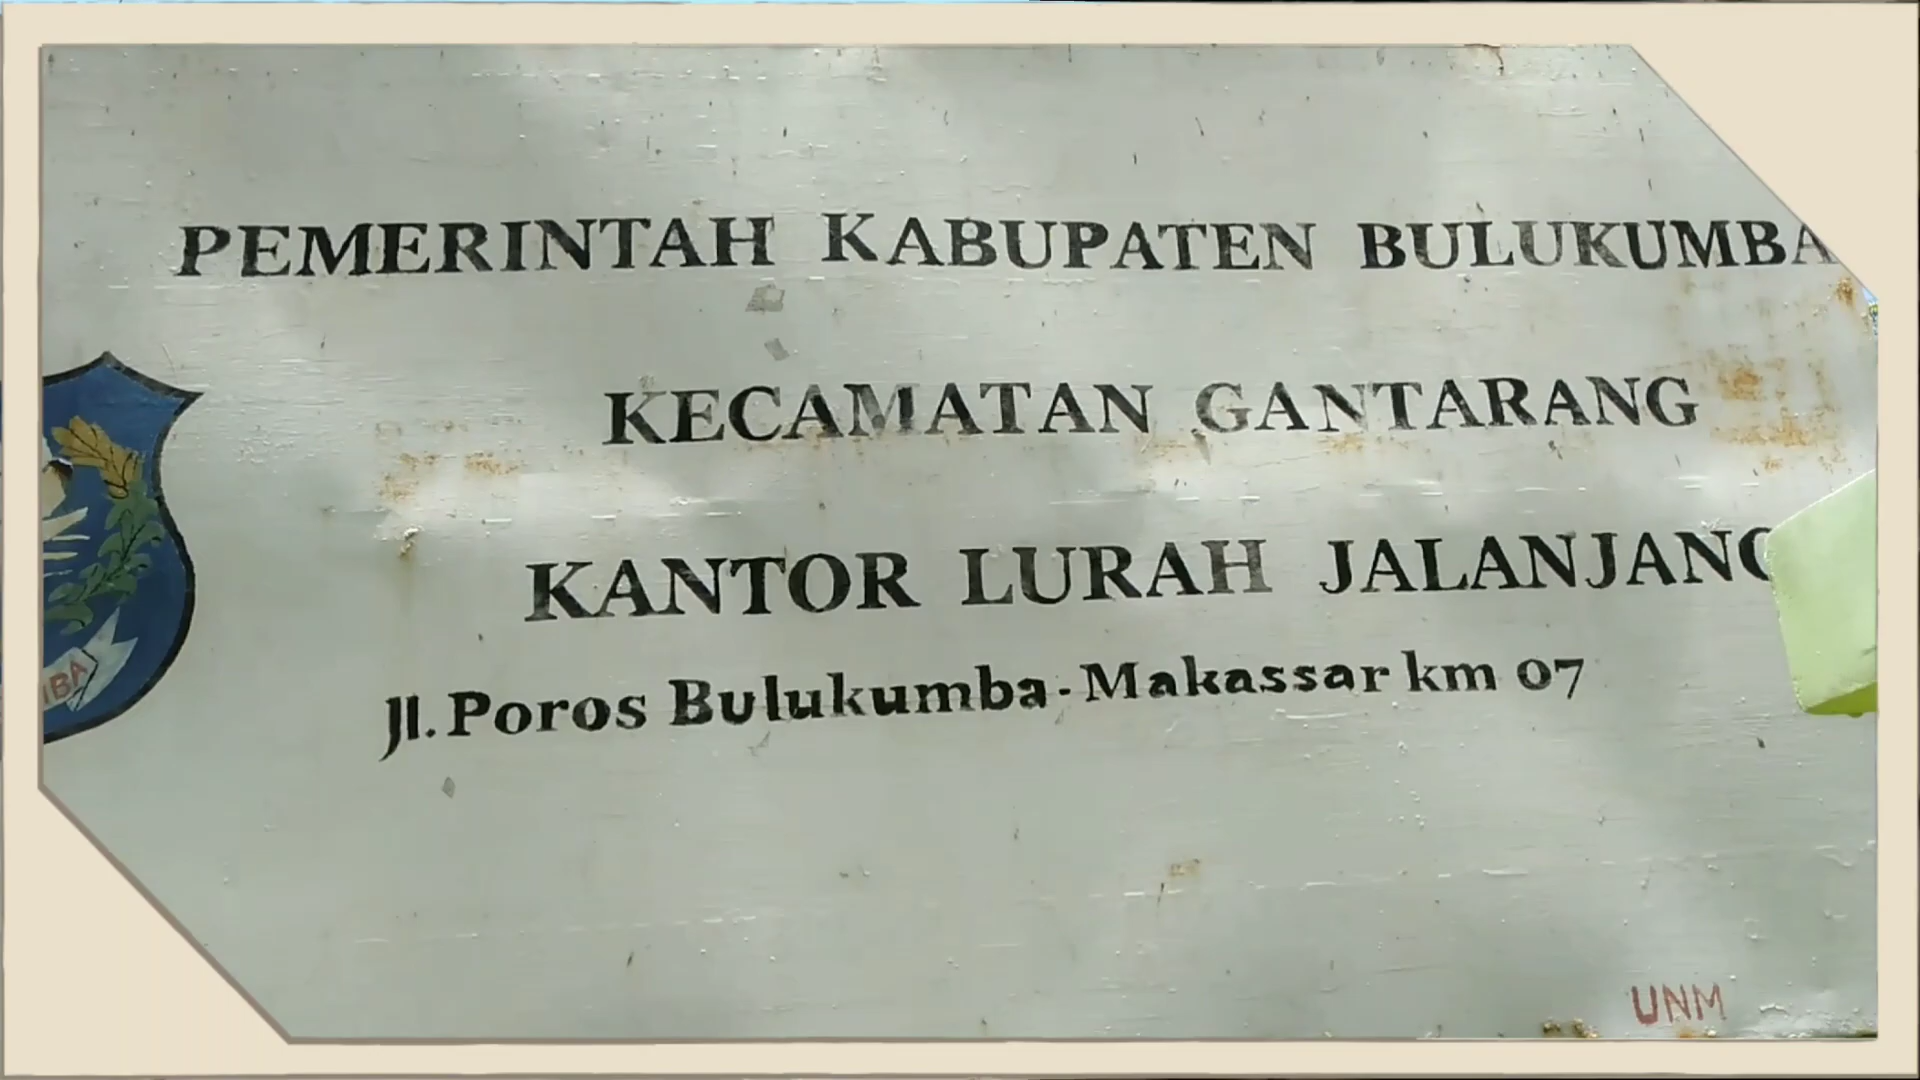 PEMERINTAH KABUPATEN BULUKUMBA
KECAMATAN GANTARANG
KANTOR LURAH JALANJANG
Jl. Poros Bulukumba - Makassar km 07
UNM